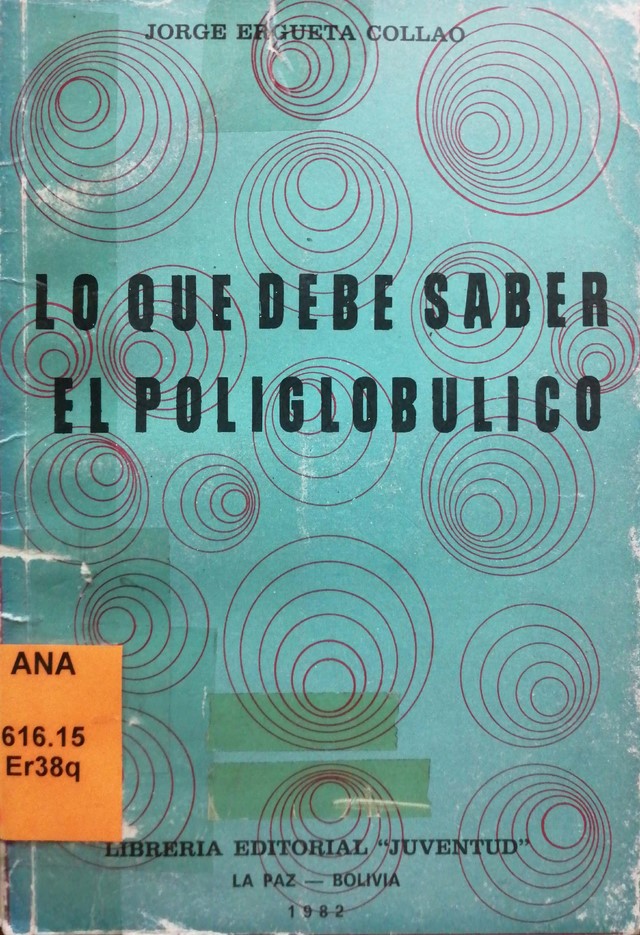 JORGE ERGUETA COLLAO
LO QUE DEBE SABER
EL POLIGLOBULICO
ANA
616.15
Er38q
LIBRERIA EDITORIAL "JUVENTUD"
LA PAZ — BOLIVIA
1982